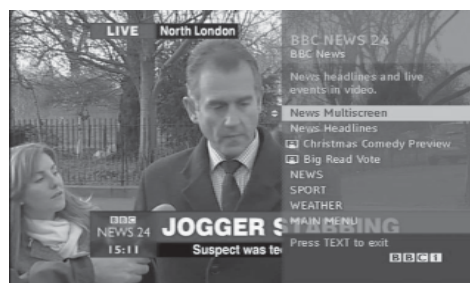 LIVE North London
BBC NEWS 24
BBC News
News headlines and live
events in video.
News Multiscreen
News Headlines
Christmas Comedy Preview
Big Read Vote
NEWS
SPORT
WEATHER
MAIN MENU
Press TEXT to exit
BBCi
BBC
NEWS 24
15:11
JOGGER STABBING
Suspect was